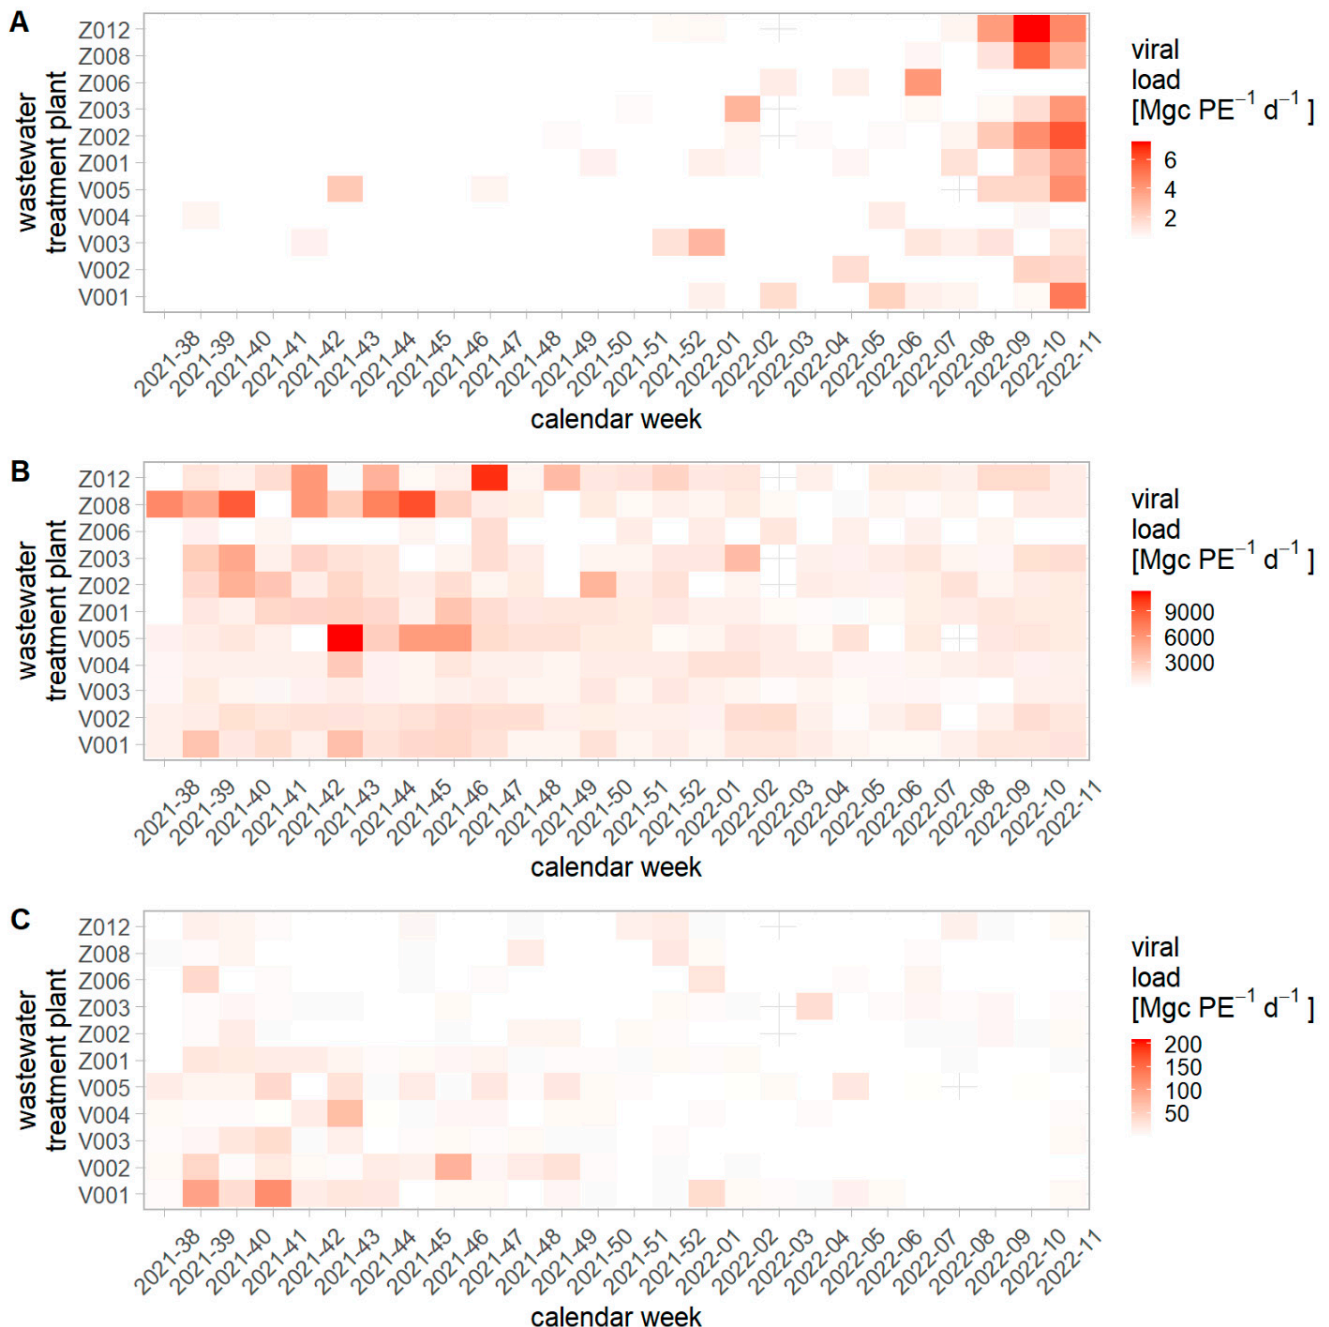 A
Z012
Z008
Z006
Z003
Z002
Z001
V005
V004
V003
V002
V001
wastewater
treatment plant
2021-38
2021-39
2021-40
2021-41
2021-42
2021-43
2021-44
2021-45
2021-46
2021-47
2021-48
2021-49
2021-50
2021-51
2021-52
2022-01
2022-02
2022-03
2022-04
2022-05
2022-06
2022-07
2022-08
2022-09
2022-10
2022-11
calendar week
viral
load
[Mgc PE⁻¹ d⁻¹ ]
6
4
2
B
Z012
Z008
Z006
Z003
Z002
Z001
V005
V004
V003
V002
V001
wastewater
treatment plant
2021-38
2021-39
2021-40
2021-41
2021-42
2021-43
2021-44
2021-45
2021-46
2021-47
2021-48
2021-49
2021-50
2021-51
2021-52
2022-01
2022-02
2022-03
2022-04
2022-05
2022-06
2022-07
2022-08
2022-09
2022-10
2022-11
calendar week
viral
load
[Mgc PE⁻¹ d⁻¹ ]
9000
6000
3000
C
Z012
Z008
Z006
Z003
Z002
Z001
V005
V004
V003
V002
V001
wastewater
treatment plant
2021-38
2021-39
2021-40
2021-41
2021-42
2021-43
2021-44
2021-45
2021-46
2021-47
2021-48
2021-49
2021-50
2021-51
2021-52
2022-01
2022-02
2022-03
2022-04
2022-05
2022-06
2022-07
2022-08
2022-09
2022-10
2022-11
calendar week
viral
load
[Mgc PE⁻¹ d⁻¹ ]
200
150
100
50